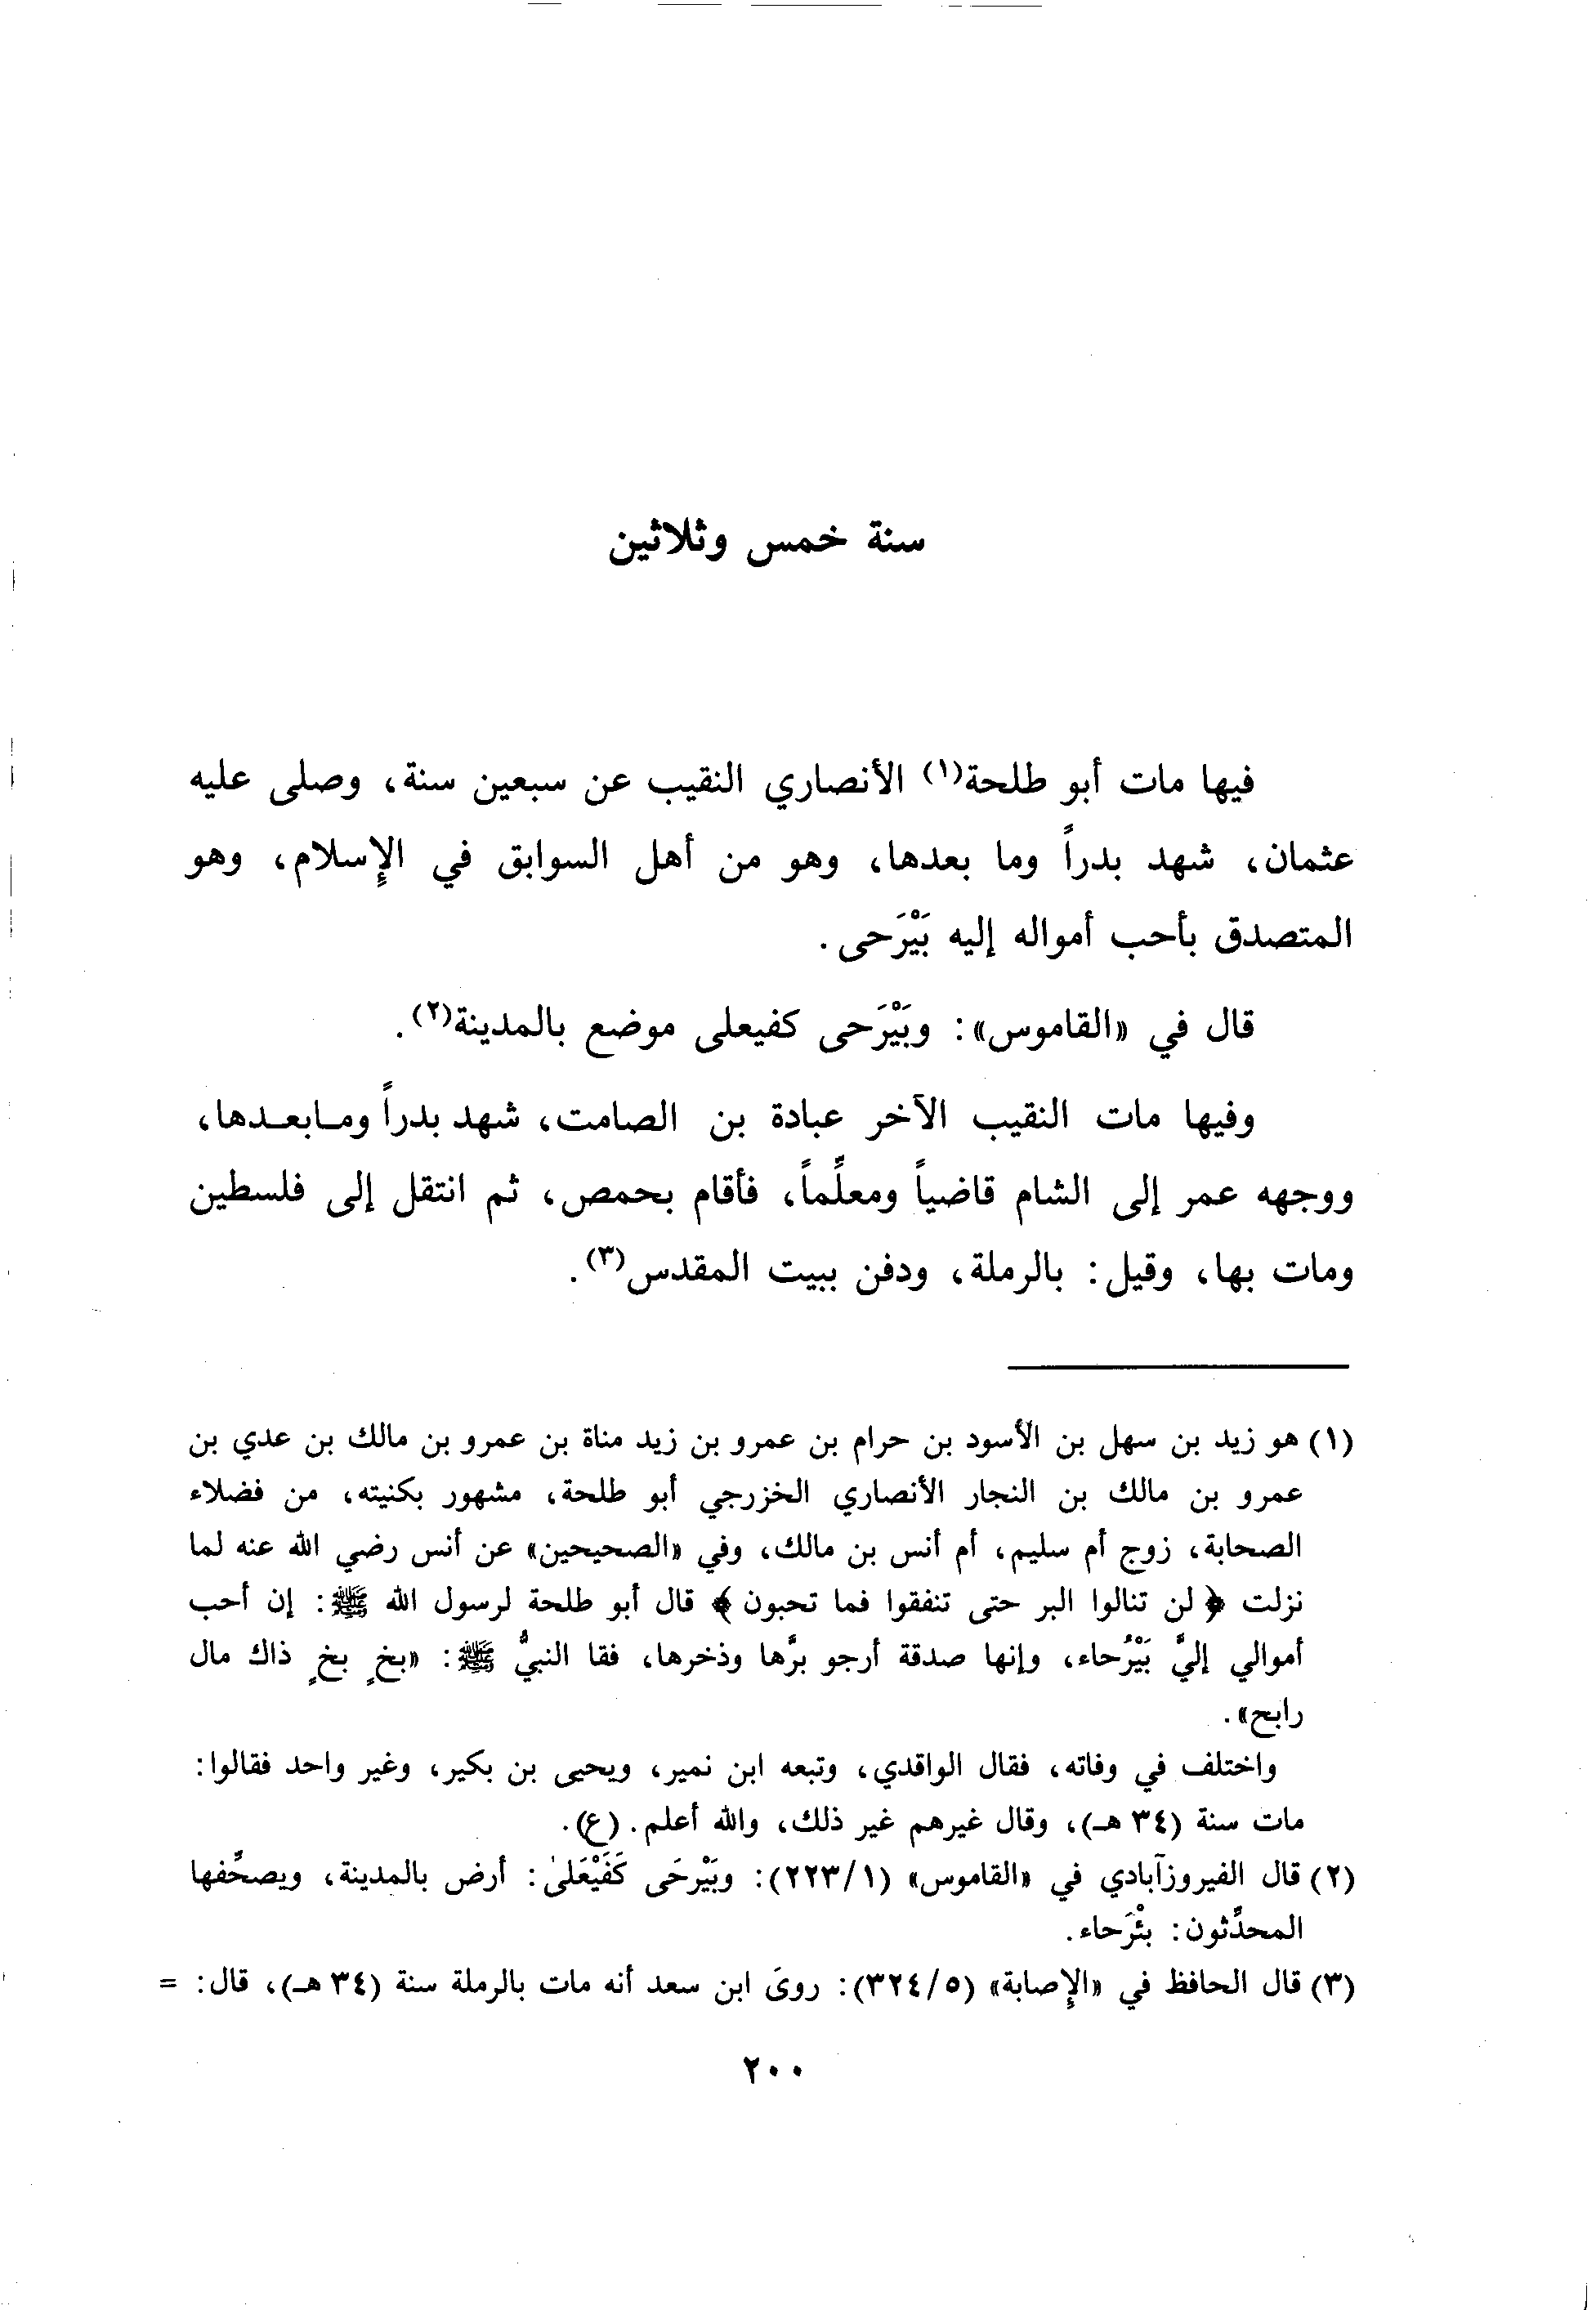 سنة خمس وثلاثين
فيها مات أبو طلحة(١) الأنصاري النقيب عن سبعين سنة، وصلى عليه
عثمان، شهد بدراً وما بعدها، وهو من أهل السوابق في الإسلام، وهو
المتصدق بأحب أمواله إليه بَيْرَحى.
قال في «القاموس»: وبَيْرَحى كفيعلى موضع بالمدينة(٢).
وفيها مات النقيب الآخر عبادة بن الصامت، شهد بدراً ومـابعـدها،
ووجهه عمر إلى الشام قاضياً ومعلِّماً، فأقام بحمص، ثم انتقل إلى فلسطين
ومات بها، وقيل: بالرملة، ودفن ببيت المقدس(٣).
(١) هو زيد بن سهل بن الأسود بن حرام بن عمرو بن زيد مناة بن عمرو بن مالك بن عدي بن
عمرو بن مالك بن النجار الأنصاري الخزرجي أبو طلحة، مشهور بكنيته، من فضلاء
الصحابة، زوج أم سليم، أم أنس بن مالك، وفي «الصحيحين» عن أنس رضي الله عنه لما
نزلت ﴿ لن تنالوا البر حتى تنفقوا فما تحبون ﴾ قال أبو طلحة لرسول الله ﷺ: إن أحب
أموالي إليَّ بَيْرُحاء، وإنها صدقة أرجو برَّها وذخرها، فقا النبيُّ ﷺ: «بخٍ بخٍ ذاك مال
رابح».
واختلف في وفاته، فقال الواقدي، وتبعه ابن نمير، ويحيى بن بكير، وغير واحد فقالوا:
مات سنة (٣٤ هـ)، وقال غيرهم غير ذلك، والله أعلم. (ع).
(٢) قال الفيروزآبادي في «القاموس» (٢٢٣/١): وبَيْرحَى كَفَيْعَلىٰ: أرض بالمدينة، ويصحِّفها
المحدِّثون: بئْرَحاء.
(٣) قال الحافظ في «الإصابة» (٣٢٤/٥): روىَ ابن سعد أنه مات بالرملة سنة (٣٤ هـ)، قال: =
٢٠٠